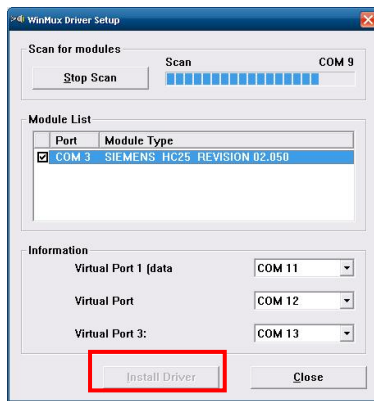 WinMux Driver Setup
Scan for modules
Scan COM 9
Stop Scan
Module List
Port Module Type
COM 3 SIEMENS HC25 REVISION 02.050
Information
Virtual Port 1 (data COM 11
Virtual Port COM 12
Virtual Port 3: COM 13
Install Driver Close